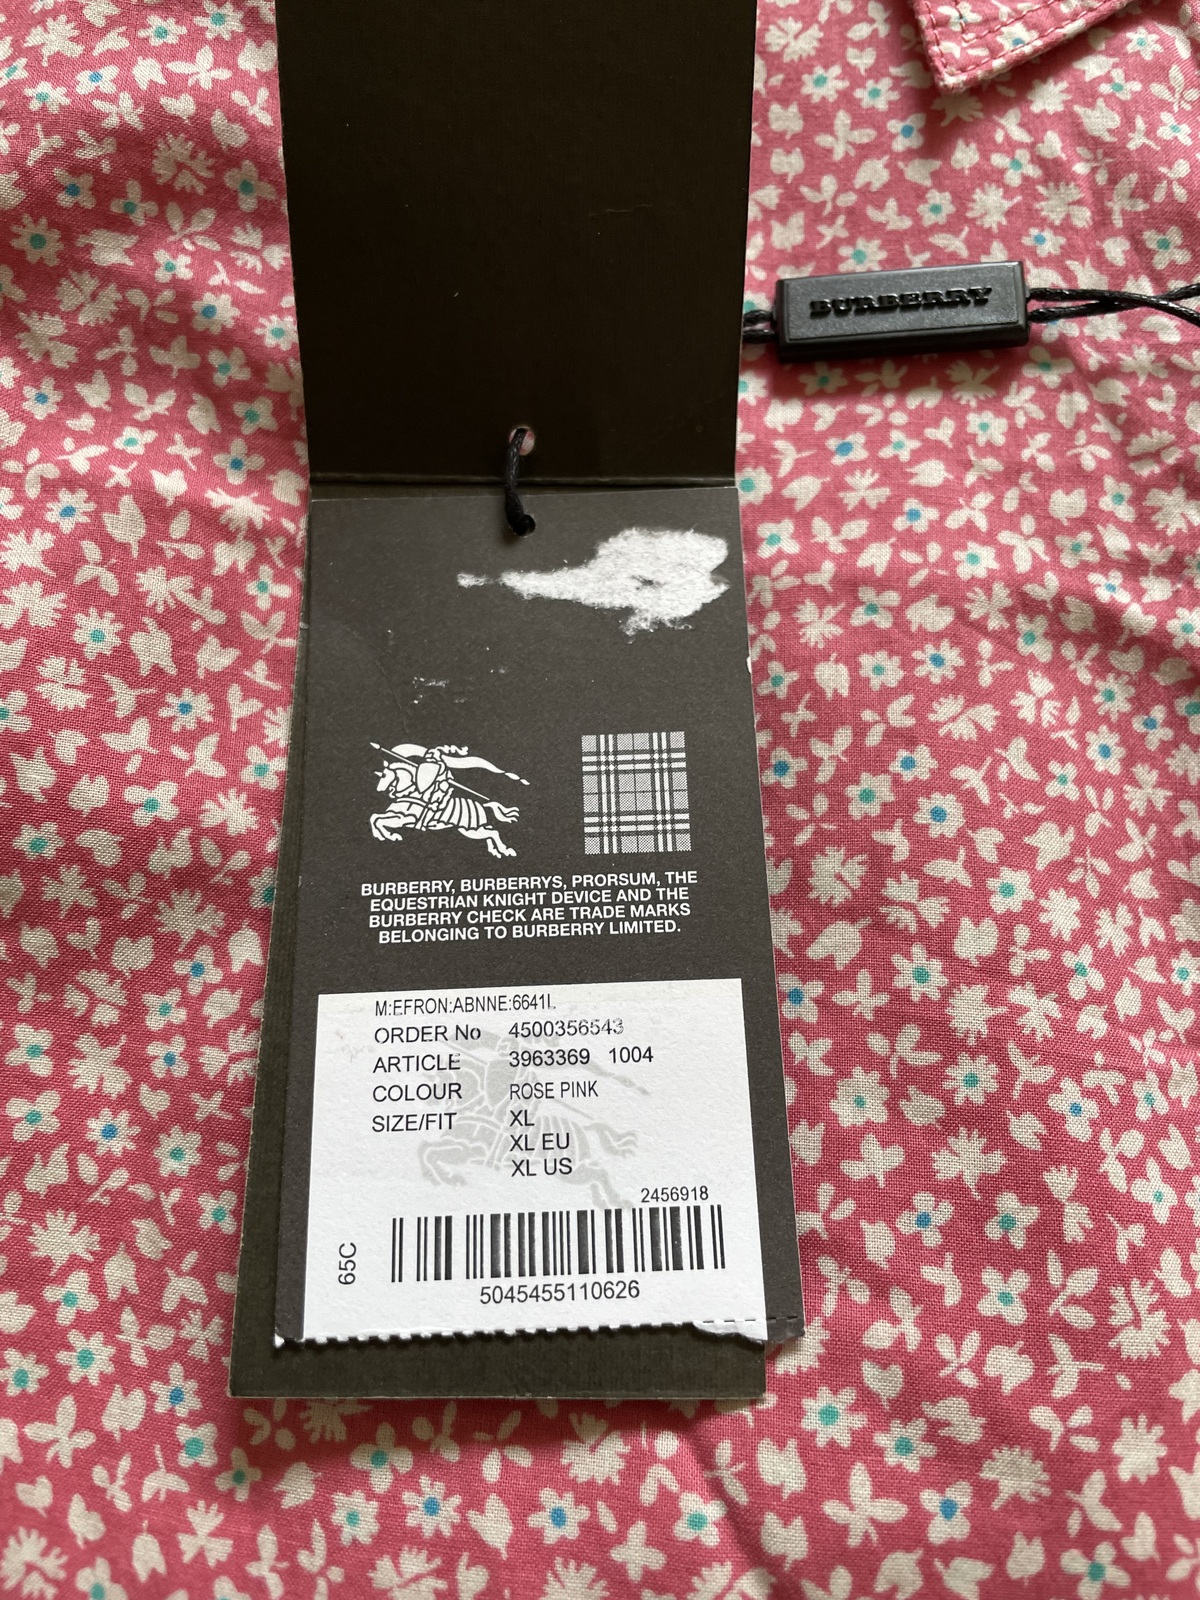 BURBERRY
BURBERRY, BURBERRYS, PRORSUM, THE
EQUESTRIAN KNIGHT DEVICE AND THE
BURBERRY CHECK ARE TRADE MARKS
BELONGING TO BURBERRY LIMITED.
M:EFRON:ABNNE:6641L
ORDER No 4500356543
ARTICLE 3963369 1004
COLOUR ROSE PINK
SIZE/FIT XL
XL EU
XL US
2456918
65C
5045455110626